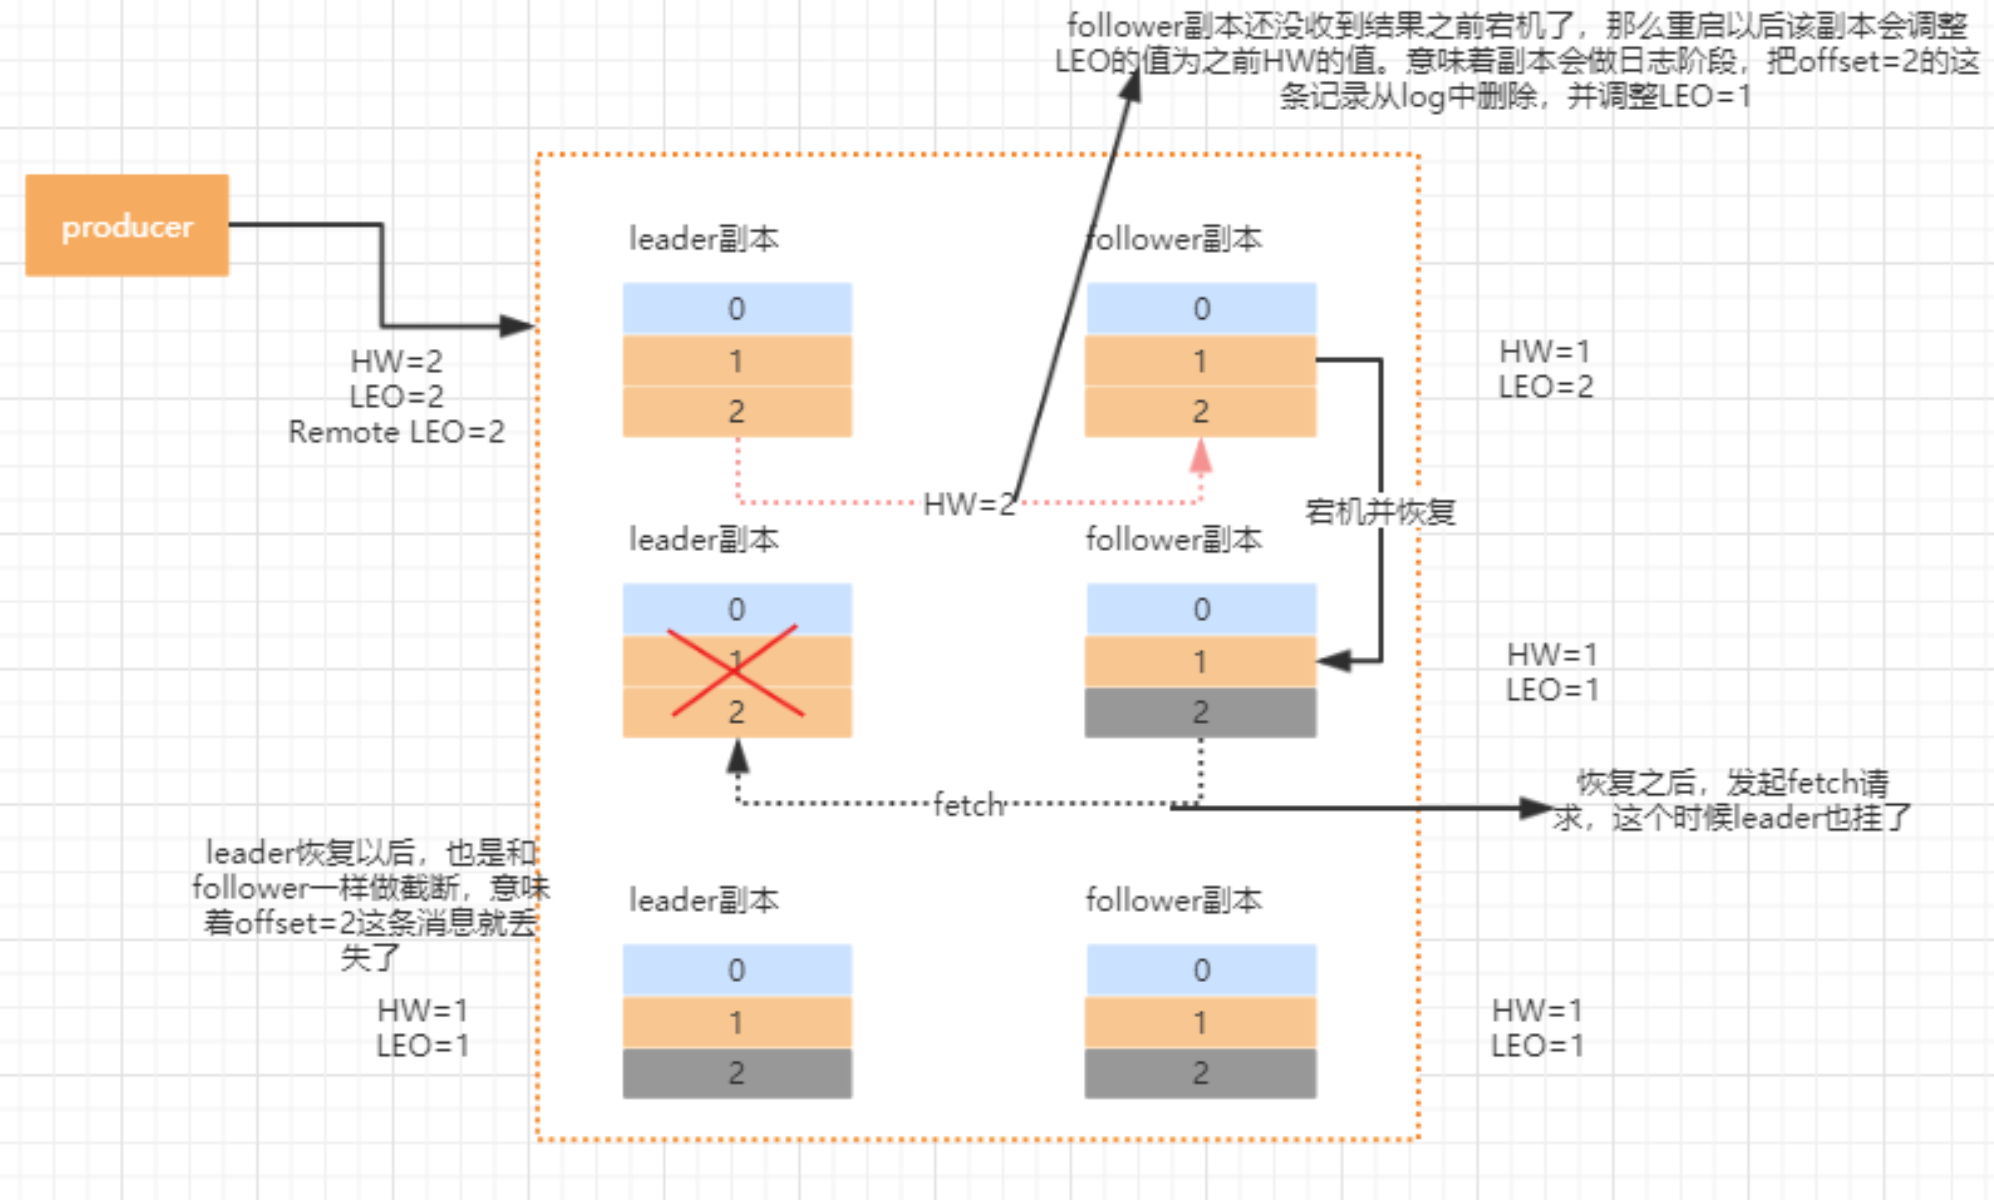 follower副本还没收到结果之前宕机了，那么重启以后该副本会调整
LEO的值为之前HW的值。意味着副本会做日志阶段，把offset=2的这
条记录从log中删除，并调整LEO=1
producer
leader副本
follower副本
0
0
HW=2
LEO=2
Remote LEO=2
1
1
HW=1
LEO=2
2
2
HW=2
宕机并恢复
leader副本
follower副本
0
0
1
1
HW=1
LEO=1
2
2
fetch
恢复之后，发起fetch请
求，这个时候leader也挂了
leader恢复以后，也是和
follower一样做截断，意味
着offset=2这条消息就丢
失了
leader副本
follower副本
0
0
HW=1
LEO=1
1
1
HW=1
LEO=1
2
2